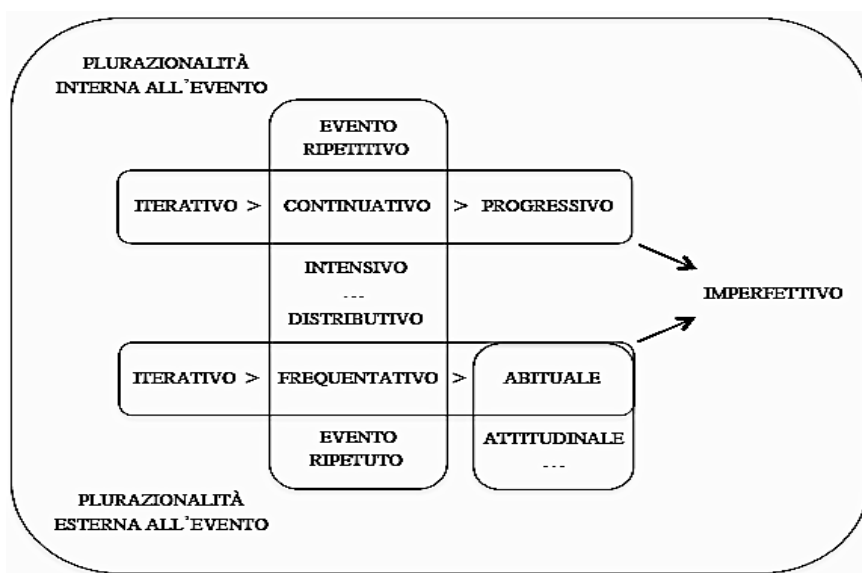 PLURAZIONALITÀ
INTERNA ALL'EVENTO
EVENTO
RIPETITIVO
ITERATIVO > CONTINUATIVO > PROGRESSIVO
INTENSIVO
---
DISTRIBUTIVO
IMPERFETTIVO
ITERATIVO > FREQUENTATIVO > ABITUALE
EVENTO
RIPETUTO
ATTITUDINALE
---
PLURAZIONALITÀ
ESTERNA ALL'EVENTO